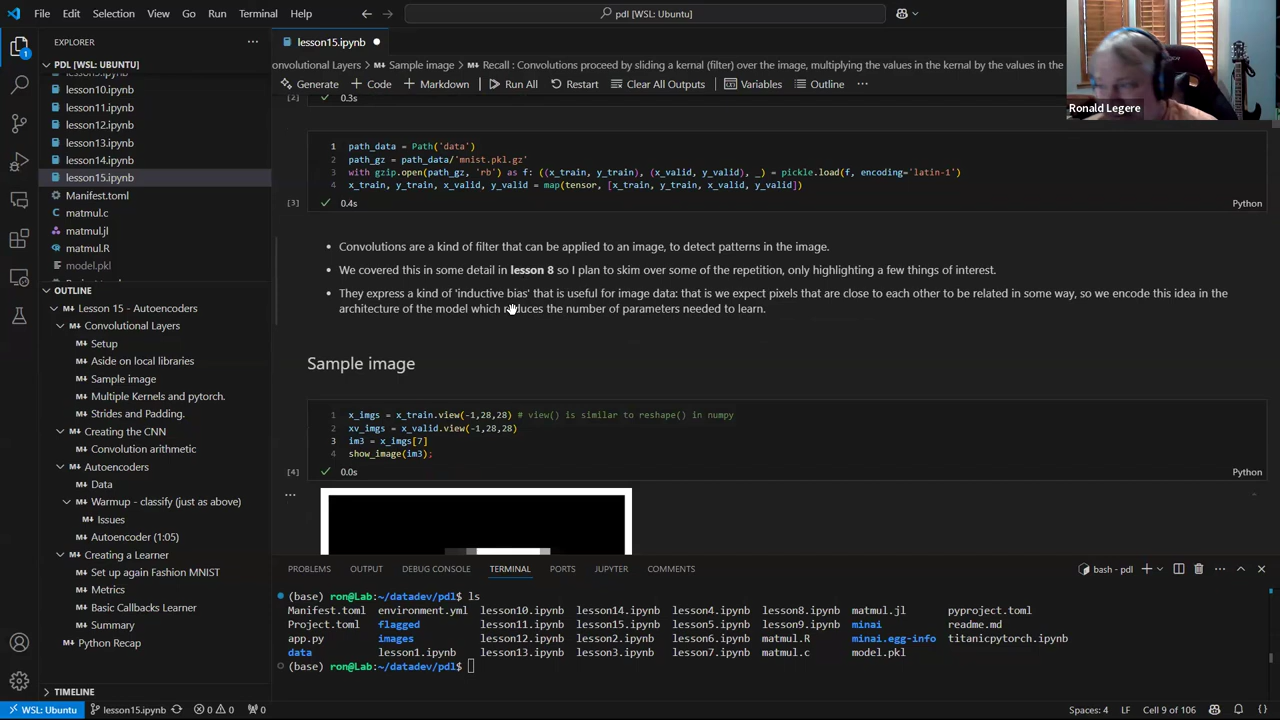 File Edit Selection View Go Run Terminal Help
pdl [WSL: Ubuntu]
Ronald Legere
EXPLORER
PDL [WSL: UBUNTU]
lesson10.ipynb
lesson11.ipynb
lesson12.ipynb
lesson13.ipynb
lesson14.ipynb
lesson15.ipynb
Manifest.toml
matmul.c
matmul.jl
matmul.R
model.pkl
OUTLINE
Lesson 15 - Autoencoders
Convolutional Layers
Setup
Aside on local libraries
Sample image
Multiple Kernels and pytorch.
Strides and Padding.
Creating the CNN
Convolution arithmetic
Autoencoders
Data
Warmup - classify (just as above)
Issues
Autoencoder (1:05)
Creating a Learner
Set up again Fashion MNIST
Metrics
Basic Callbacks Learner
Summary
Python Recap
TIMELINE
lesson15.ipynb
onvolutional Layers > Sample image > Recall : Convolutions proceed by sliding a kernel (filter) over the image, multiplying the values in the kernel by the values in the
Generate + Code + Markdown Run All Restart Clear All Outputs Variables Outline
[2] 0.3s
1 path_data = Path('data')
2 path_gz = path_data/'mnist.pkl.gz'
3 with gzip.open(path_gz, 'rb') as f: ((x_train, y_train), (x_valid, y_valid), _) = pickle.load(f, encoding='latin-1')
4 x_train, y_train, x_valid, y_valid = map(tensor, [x_train, y_train, x_valid, y_valid])
[3] 0.4s Python
• Convolutions are a kind of filter that can be applied to an image, to detect patterns in the image.
• We covered this in some detail in lesson 8 so I plan to skim over some of the repetition, only highlighting a few things of interest.
• They express a kind of 'inductive bias' that is useful for image data: that is we expect pixels that are close to each other to be related in some way, so we encode this idea in the
architecture of the model which reduces the number of parameters needed to learn.
Sample image
1 x_imgs = x_train.view(-1,28,28) # view() is similar to reshape() in numpy
2 xv_imgs = x_valid.view(-1,28,28)
3 im3 = x_imgs[7]
4 show_image(im3);
[4] 0.0s Python
PROBLEMS OUTPUT DEBUG CONSOLE TERMINAL PORTS JUPYTER COMMENTS
bash - pdl
(base) ron@Lab:~/datadev/pdl$ ls
Manifest.toml environment.yml lesson10.ipynb lesson14.ipynb lesson4.ipynb lesson8.ipynb matmul.jl pyproject.toml
Project.toml flagged lesson11.ipynb lesson15.ipynb lesson5.ipynb lesson9.ipynb minai readme.md
app.py images lesson12.ipynb lesson2.ipynb lesson6.ipynb matmul.R minai.egg-info titanicpytorch.ipynb
data lesson1.ipynb lesson13.ipynb lesson3.ipynb lesson7.ipynb matmul.c model.pkl
(base) ron@Lab:~/datadev/pdl$
WSL: Ubuntu lesson15.ipynb 0 0 0 Spaces: 4 LF Cell 9 of 106